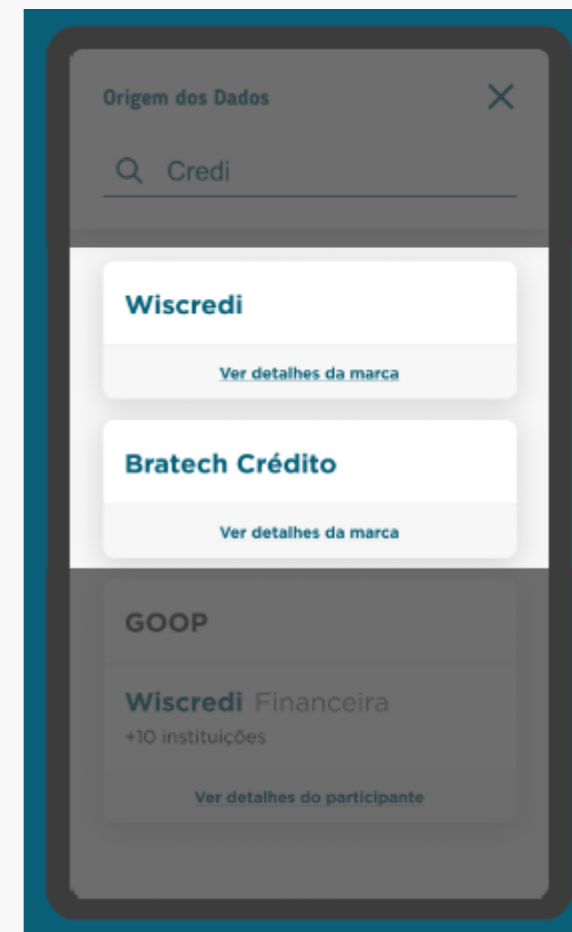 Origem dos Dados
Credi
Wiscredi
Ver detalhes da marca
Bratech Crédito
Ver detalhes da marca
GOOP
Wiscredi Financeira
+10 instituições
Ver detalhes do participante